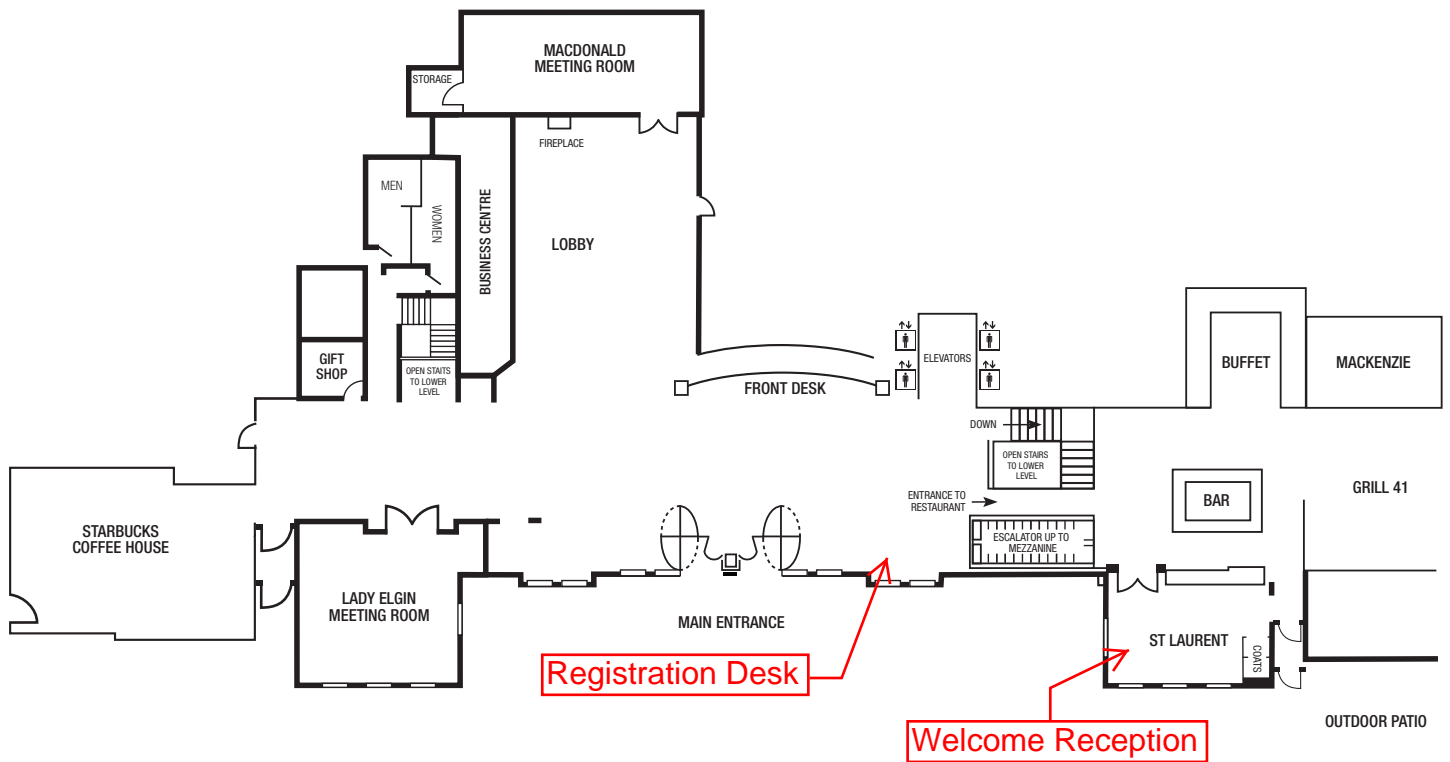 MACDONALD
MEETING ROOM
STORAGE
FIREPLACE
MEN
WOMEN
BUSINESS CENTRE
LOBBY
GIFT
SHOP
OPEN STAITS
TO LOWER
LEVEL
ELEVATORS
FRONT DESK
BUFFET
MACKENZIE
DOWN
OPEN STAIRS
TO LOWER
LEVEL
ENTRANCE TO
RESTAURANT
BAR
GRILL 41
STARBUCKS
COFFEE HOUSE
ESCALATOR UP TO
MEZZANINE
LADY ELGIN
MEETING ROOM
MAIN ENTRANCE
ST LAURENT
COATS
Registration Desk
Welcome Reception
OUTDOOR PATIO